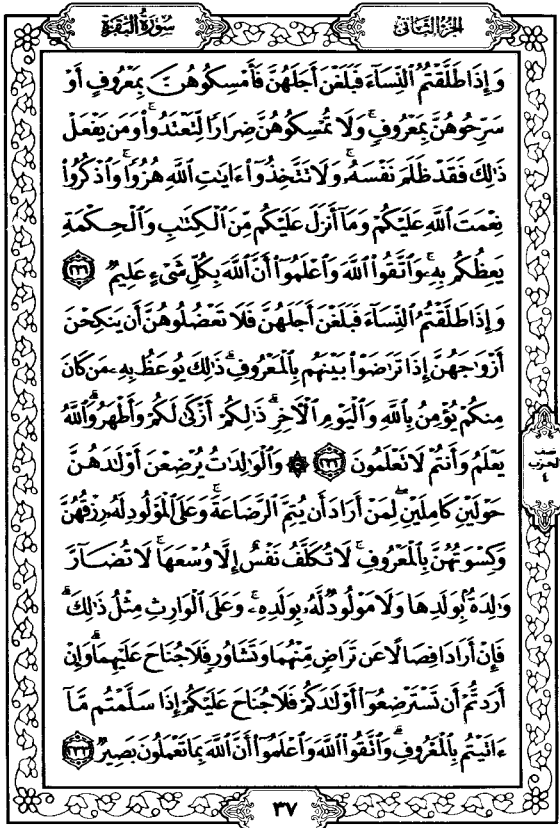 سورة البقرة
الجزء الثاني
وَإِذَا طَلَّقْتُمُ ٱلنِّسَآءَ فَبَلَغْنَ أَجَلَهُنَّ فَأَمْسِكُوهُنَّ بِمَعْرُوفٍ أَوْ
سَرِّحُوهُنَّ بِمَعْرُوفٍۚ وَلَا تُمْسِكُوهُنَّ ضِرَارًا لِّتَعْتَدُوا۟ۚ وَمَن يَفْعَلْ
ذَٰلِكَ فَقَدْ ظَلَمَ نَفْسَهُۥۚ وَلَا تَتَّخِذُوٓا۟ ءَايَٰتِ ٱللَّهِ هُزُوًاۚ وَٱذْكُرُوا۟
نِعْمَتَ ٱللَّهِ عَلَيْكُمْ وَمَآ أَنزَلَ عَلَيْكُم مِّنَ ٱلْكِتَٰبِ وَٱلْحِكْمَةِ
يَعِظُكُم بِهِۦۚ وَٱتَّقُوا۟ ٱللَّهَ وَٱعْلَمُوٓا۟ أَنَّ ٱللَّهَ بِكُلِّ شَىْءٍ عَلِيمٌ ٢٣١
وَإِذَا طَلَّقْتُمُ ٱلنِّسَآءَ فَبَلَغْنَ أَجَلَهُنَّ فَلَا تَعْضُلُوهُنَّ أَن يَنكِحْنَ
أَزْوَٰجَهُنَّ إِذَا تَرَٰضَوْا۟ بَيْنَهُم بِٱلْمَعْرُوفِۗ ذَٰلِكَ يُوعَظُ بِهِۦ مَن كَانَ
مِنكُمْ يُؤْمِنُ بِٱللَّهِ وَٱلْيَوْمِ ٱلْءَاخِرِۗ ذَٰلِكُمْ أَزْكَىٰ لَكُمْ وَأَطْهَرُۗ وَٱللَّهُ
يَعْلَمُ وَأَنتُمْ لَا تَعْلَمُونَ ٢٣٢ ۞ وَٱلْوَٰلِدَٰتُ يُرْضِعْنَ أَوْلَٰدَهُنَّ
حَوْلَيْنِ كَامِلَيْنِۖ لِمَنْ أَرَادَ أَن يُتِمَّ ٱلرَّضَاعَةَۚ وَعَلَى ٱلْمَوْلُودِ لَهُۥ رِزْقُهُنَّ
وَكِسْوَتُهُنَّ بِٱلْمَعْرُوفِۚ لَا تُكَلَّفُ نَفْسٌ إِلَّا وُسْعَهَاۚ لَا تُضَآرَّ
وَٰلِدَةٌۢ بِوَلَدِهَا وَلَا مَوْلُودٌ لَّهُۥ بِوَلَدِهِۦۚ وَعَلَى ٱلْوَارِثِ مِثْلُ ذَٰلِكَۗ
فَإِنْ أَرَادَا فِصَالًا عَن تَرَاضٍ مِّنْهُمَا وَتَشَاوُرٍ فَلَا جُنَاحَ عَلَيْهِمَاۗ وَإِنْ
أَرَدتُّمْ أَن تَسْتَرْضِعُوٓا۟ أَوْلَٰدَكُمْ فَلَا جُنَاحَ عَلَيْكُمْ إِذَا سَلَّمْتُم مَّآ
ءَاتَيْتُم بِٱلْمَعْرُوفِۗ وَٱتَّقُوا۟ ٱللَّهَ وَٱعْلَمُوٓا۟ أَنَّ ٱللَّهَ بِمَا تَعْمَلُونَ بَصِيرٌ ٢٣٣
نصف
الحزب
٤
٣٧